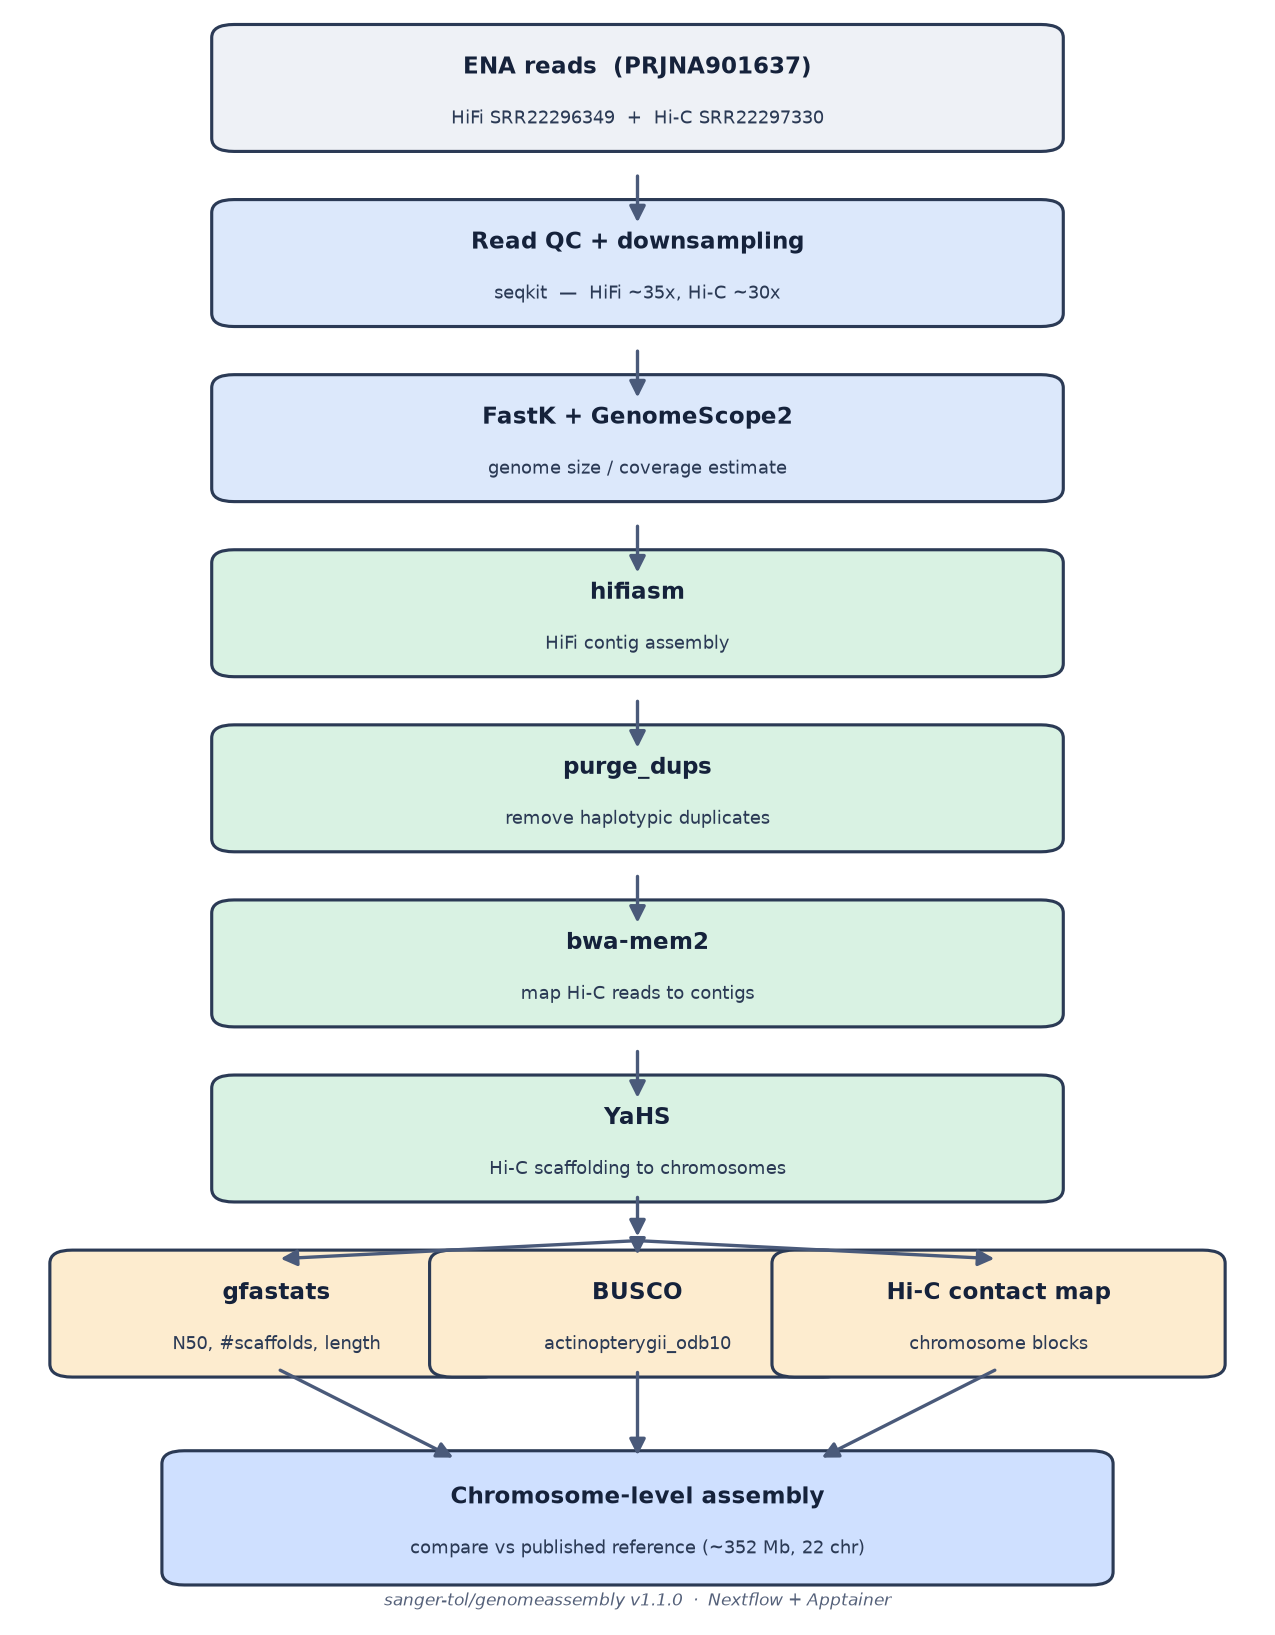 ENA reads  (PRJNA901637)
HiFi SRR22296349  +  Hi-C SRR22297330
Read QC + downsampling
seqkit  —  HiFi ~35x, Hi-C ~30x
FastK + GenomeScope2
genome size / coverage estimate
hifiasm
HiFi contig assembly
purge_dups
remove haplotypic duplicates
bwa-mem2
map Hi-C reads to contigs
YaHS
Hi-C scaffolding to chromosomes
gfastats
N50, #scaffolds, length
BUSCO
actinopterygii_odb10
Hi-C contact map
chromosome blocks
Chromosome-level assembly
compare vs published reference (~352 Mb, 22 chr)
sanger-tol/genomeassembly v1.1.0  ·  Nextflow + Apptainer